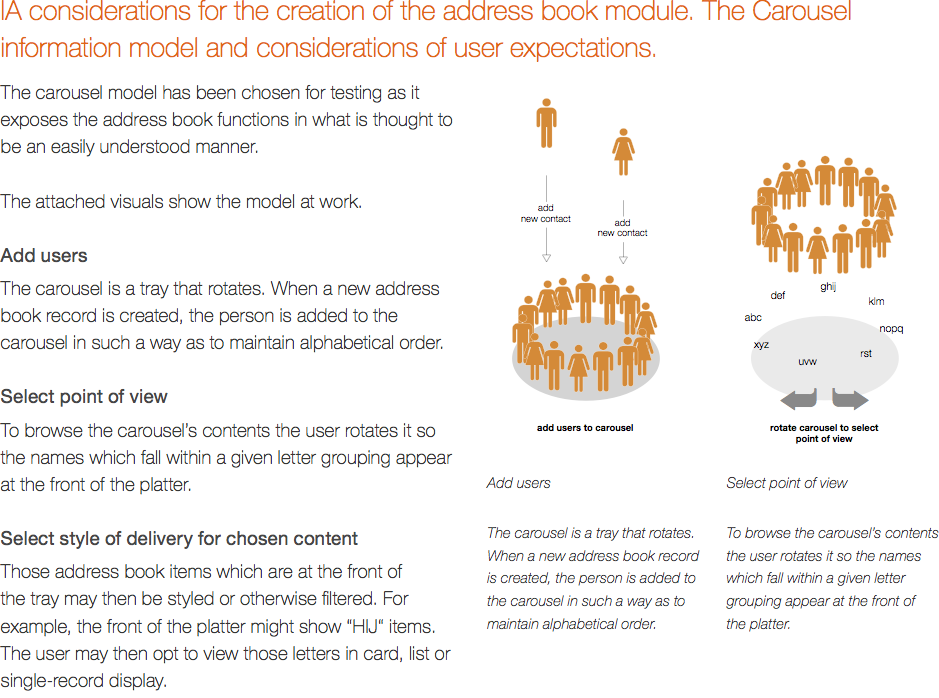 IA considerations for the creation of the address book module. The Carousel
information model and considerations of user expectations.
The carousel model has been chosen for testing as it
exposes the address book functions in what is thought to
be an easily understood manner.
The attached visuals show the model at work.
Add users
The carousel is a tray that rotates. When a new address
book record is created, the person is added to the
carousel in such a way as to maintain alphabetical order.
Select point of view
To browse the carousel's contents the user rotates it so
the names which fall within a given letter grouping appear
at the front of the platter.
Select style of delivery for chosen content
Those address book items which are at the front of
the tray may then be styled or otherwise filtered. For
example, the front of the platter might show “HIJ“ items.
The user may then opt to view those letters in card, list or
single-record display.
add
new contact
add
new contact
add users to carousel
Add users
The carousel is a tray that rotates.
When a new address book record
is created, the person is added to
the carousel in such a way as to
maintain alphabetical order.
ghij
def
klm
abc
nopq
xyz
rst
uvw
rotate carousel to select
point of view
Select point of view
To browse the carousel's contents
the user rotates it so the names
which fall within a given letter
grouping appear at the front of
the platter.